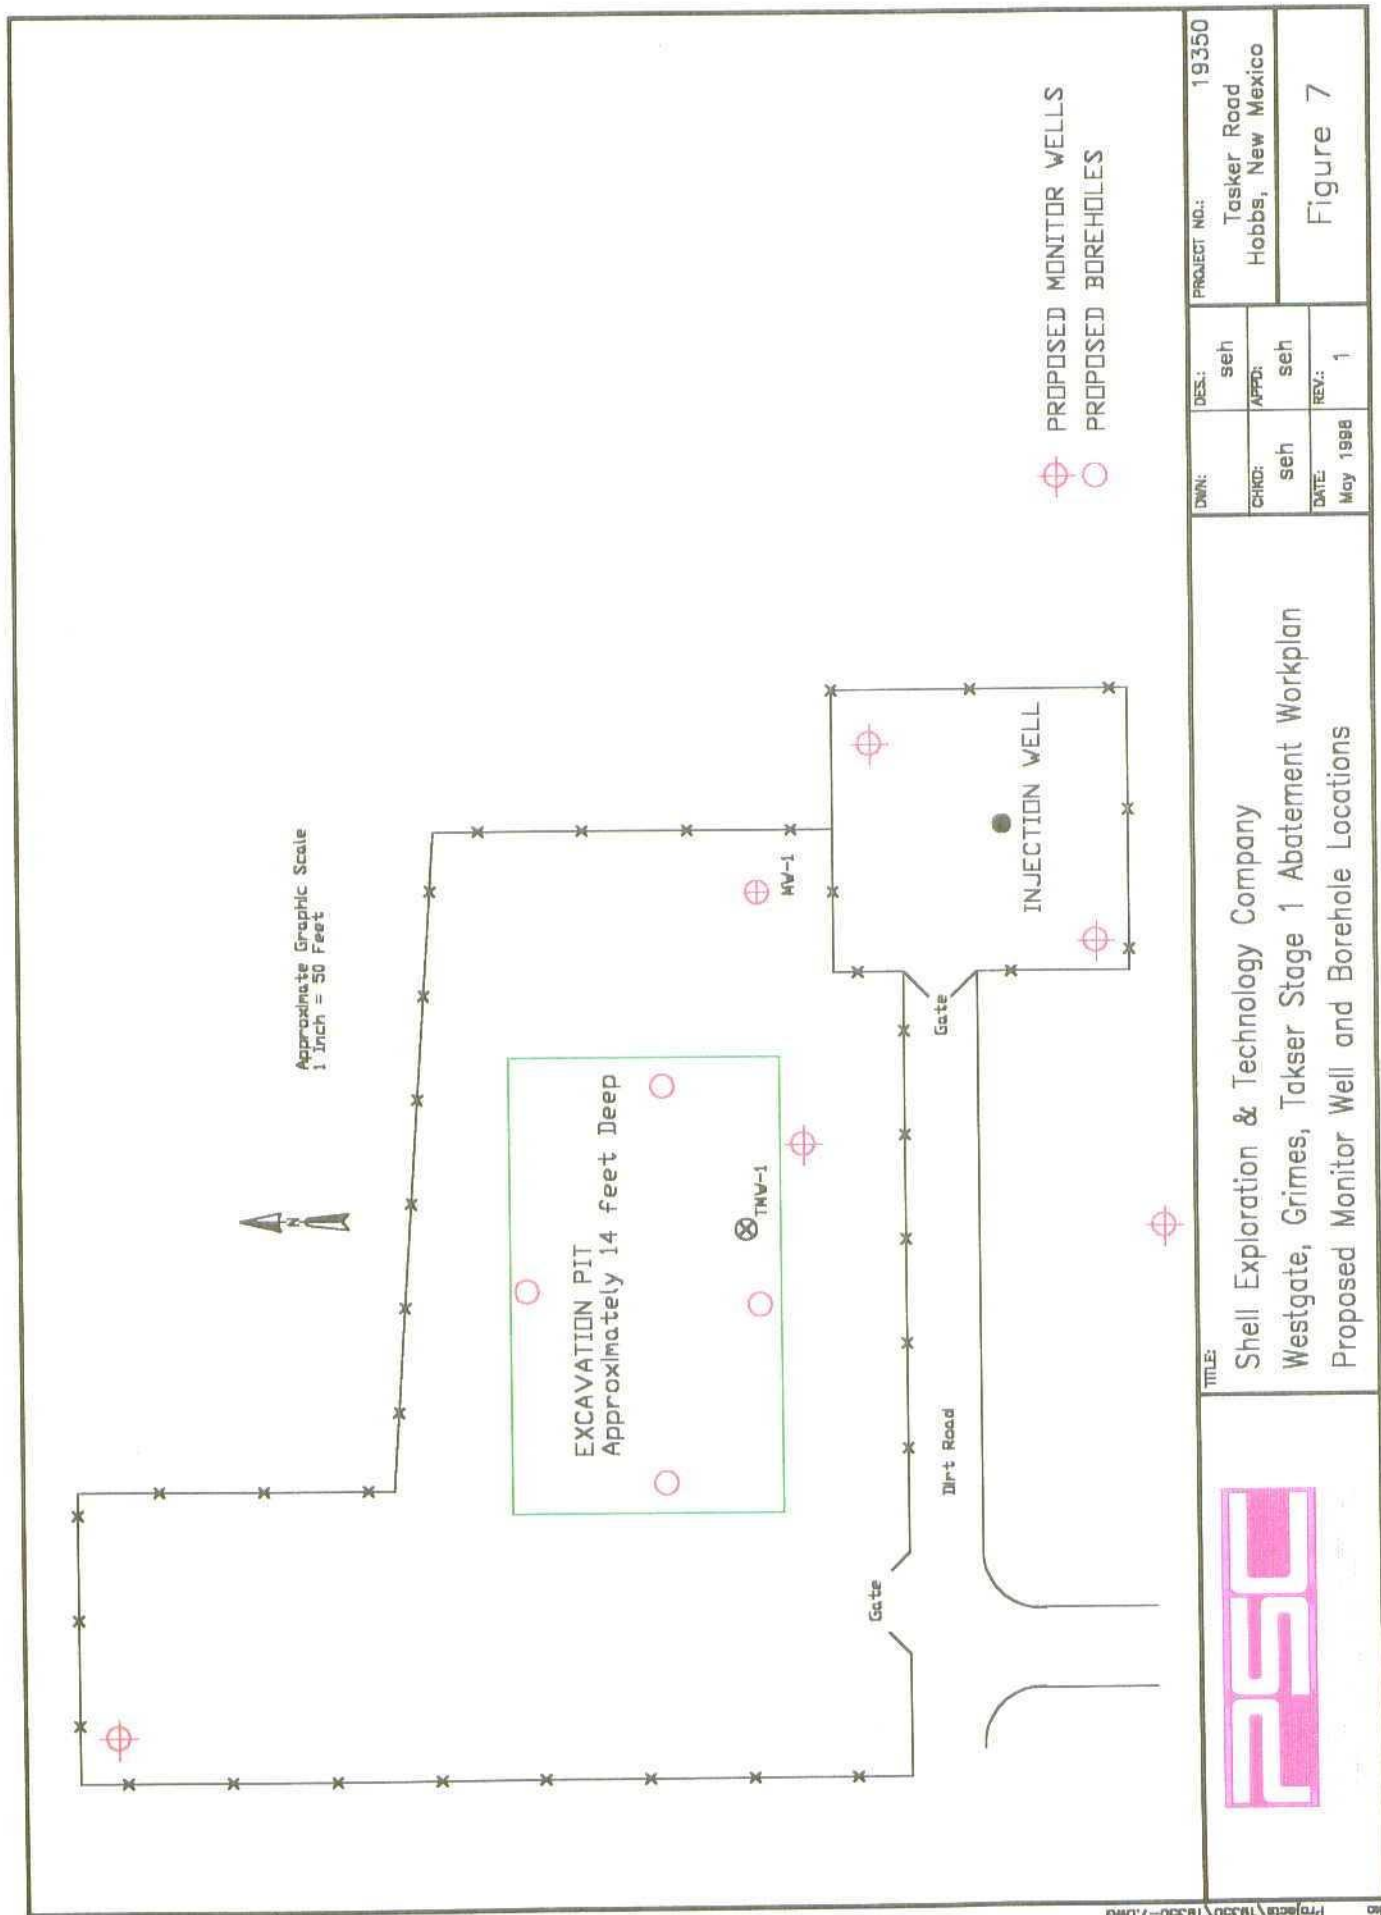 Approximate Graphic Scale
1 Inch = 50 Feet
N
EXCAVATION PIT
Approximately 14 feet Deep
TMW-1
MW-1
INJECTION WELL
Gate
Gate
Dirt Road
PROPOSED MONITOR WELLS
PROPOSED BOREHOLES
PSC
TITLE:
Shell Exploration & Technology Company
Westgate, Grimes, Takser Stage 1 Abatement Workplan
Proposed Monitor Well and Borehole Locations
DWN:
DES.:
seh
CHKD:
seh
APPD:
seh
DATE:
May 1998
REV.:
1
PROJECT NO.: 19350
Tasker Road
Hobbs, New Mexico
Figure 7